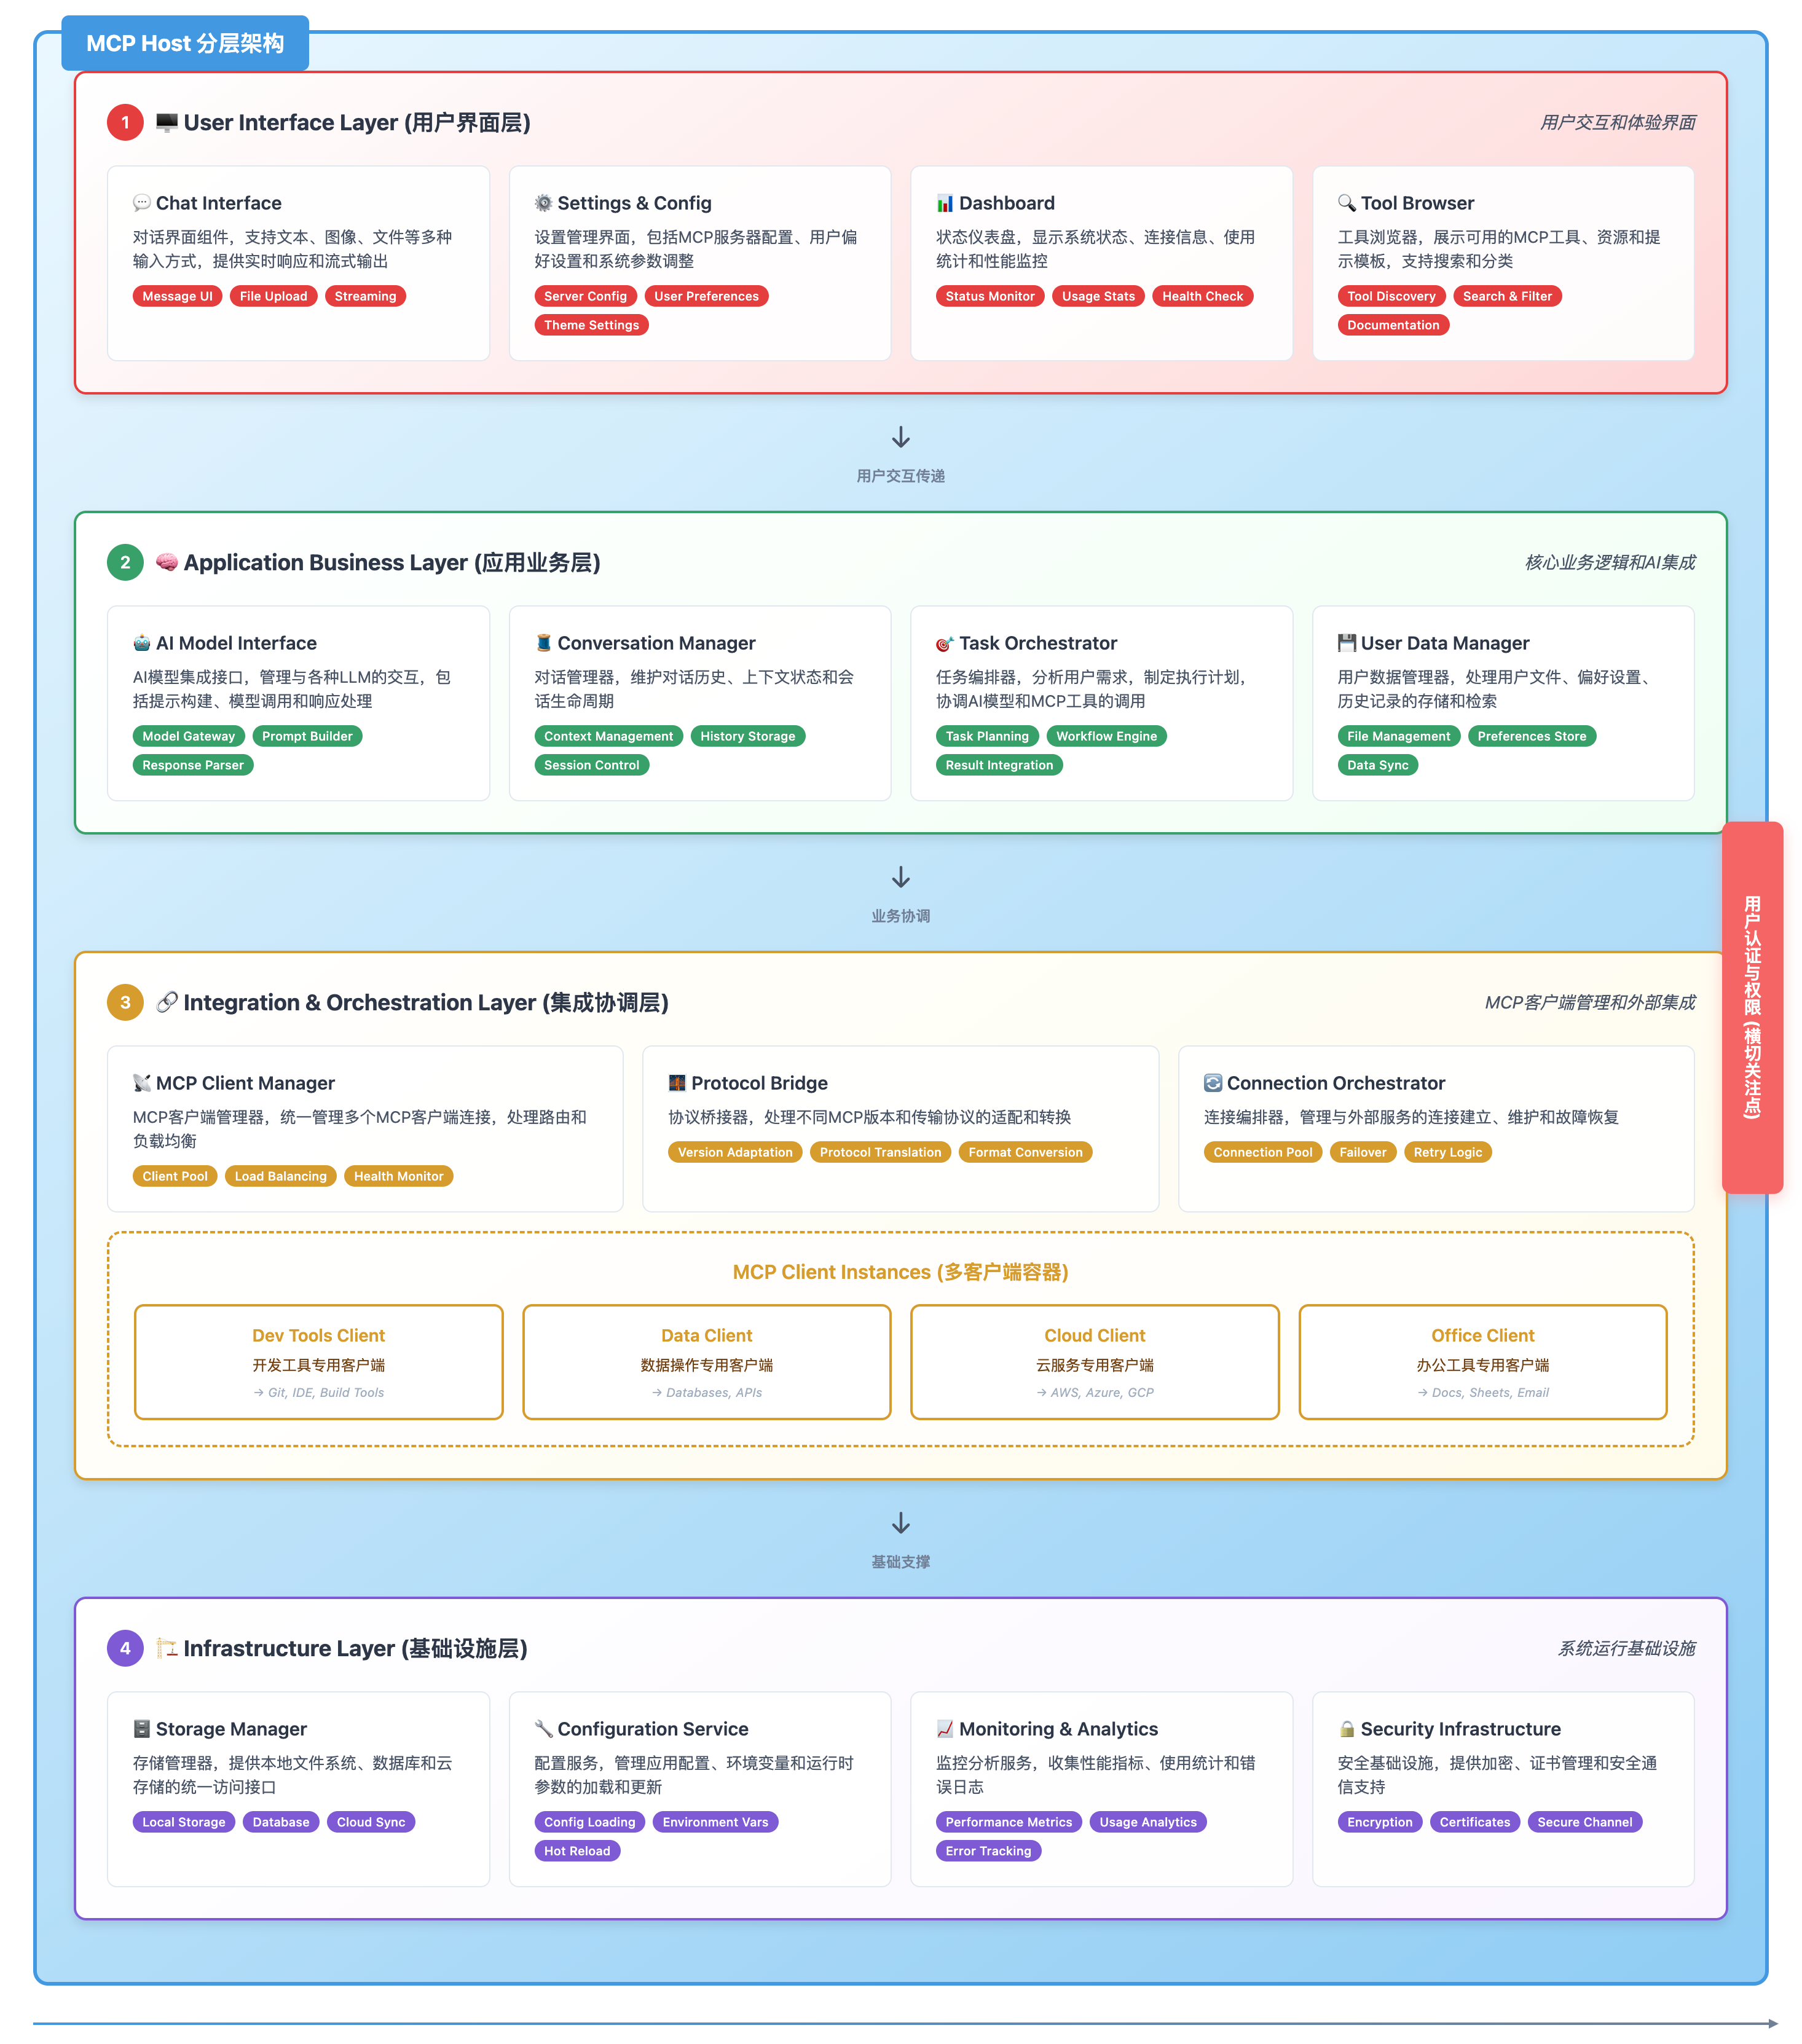 MCP Host 分层架构
1 User Interface Layer (用户界面层)
用户交互和体验界面
Chat Interface
对话界面组件，支持文本、图像、文件等多种
输入方式，提供实时响应和流式输出
Message UI File Upload Streaming
Settings & Config
设置管理界面，包括MCP服务器配置、用户偏
好设置和系统参数调整
Server Config User Preferences
Theme Settings
Dashboard
状态仪表盘，显示系统状态、连接信息、使用
统计和性能监控
Status Monitor Usage Stats Health Check
Tool Browser
工具浏览器，展示可用的MCP工具、资源和提
示模板，支持搜索和分类
Tool Discovery Search & Filter
Documentation
↓
用户交互传递
2 Application Business Layer (应用业务层)
核心业务逻辑和AI集成
AI Model Interface
AI模型集成接口，管理与各种LLM的交互，包
括提示构建、模型调用和响应处理
Model Gateway Prompt Builder
Response Parser
Conversation Manager
对话管理器，维护对话历史、上下文状态和会
话生命周期
Context Management History Storage
Session Control
Task Orchestrator
任务编排器，分析用户需求，制定执行计划，
协调AI模型和MCP工具的调用
Task Planning Workflow Engine
Result Integration
User Data Manager
用户数据管理器，处理用户文件、偏好设置、
历史记录的存储和检索
File Management Preferences Store
Data Sync
↓
业务协调
用户认证与权限 (横切关注点)
3 Integration & Orchestration Layer (集成协调层)
MCP客户端管理和外部集成
MCP Client Manager
MCP客户端管理器，统一管理多个MCP客户端连接，处理路由和
负载均衡
Client Pool Load Balancing Health Monitor
Protocol Bridge
协议桥接器，处理不同MCP版本和传输协议的适配和转换
Version Adaptation Protocol Translation Format Conversion
Connection Orchestrator
连接编排器，管理与外部服务的连接建立、维护和故障恢复
Connection Pool Failover Retry Logic
MCP Client Instances (多客户端容器)
Dev Tools Client
开发工具专用客户端
→ Git, IDE, Build Tools
Data Client
数据操作专用客户端
→ Databases, APIs
Cloud Client
云服务专用客户端
→ AWS, Azure, GCP
Office Client
办公工具专用客户端
→ Docs, Sheets, Email
↓
基础支撑
4 Infrastructure Layer (基础设施层)
系统运行基础设施
Storage Manager
存储管理器，提供本地文件系统、数据库和云
存储的统一访问接口
Local Storage Database Cloud Sync
Configuration Service
配置服务，管理应用配置、环境变量和运行时
参数的加载和更新
Config Loading Environment Vars
Hot Reload
Monitoring & Analytics
监控分析服务，收集性能指标、使用统计和错
误日志
Performance Metrics Usage Analytics
Error Tracking
Security Infrastructure
安全基础设施，提供加密、证书管理和安全通
信支持
Encryption Certificates Secure Channel